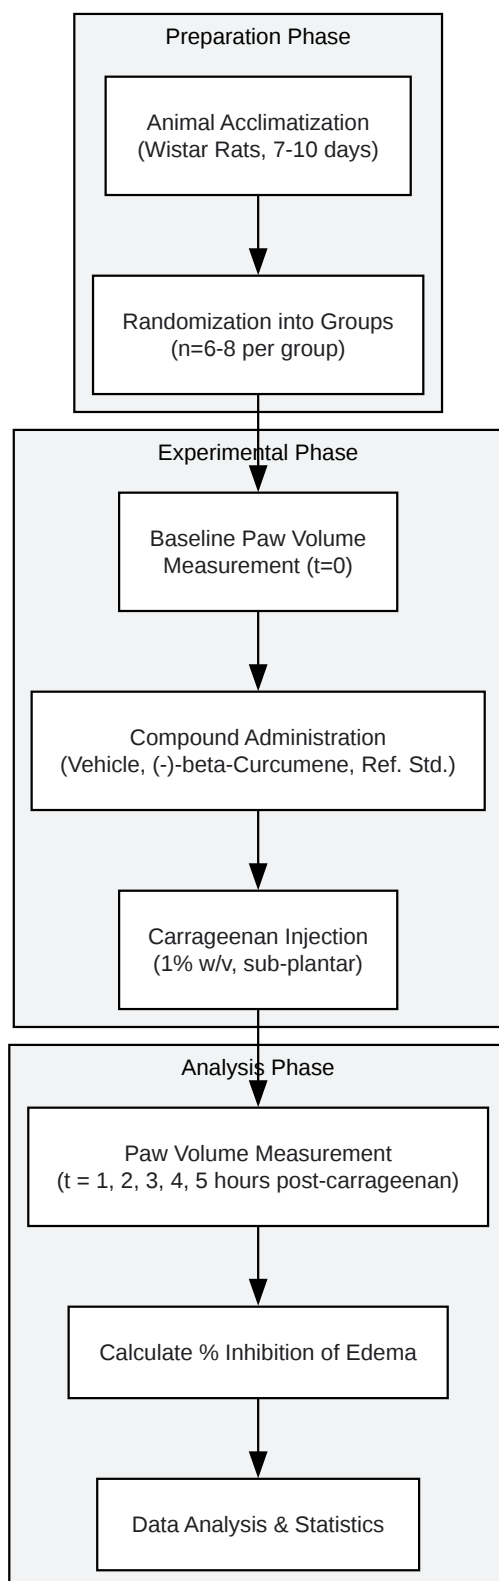 Preparation Phase
Animal Acclimatization
(Wistar Rats, 7-10 days)
Randomization into Groups
(n=6-8 per group)
Experimental Phase
Baseline Paw Volume
Measurement (t=0)
Compound Administration
(Vehicle, (-)-beta-Curcumene, Ref. Std.)
Carrageenan Injection
(1% w/v, sub-plantar)
Analysis Phase
Paw Volume Measurement
(t = 1, 2, 3, 4, 5 hours post-carrageenan)
Calculate % Inhibition of Edema
Data Analysis & Statistics